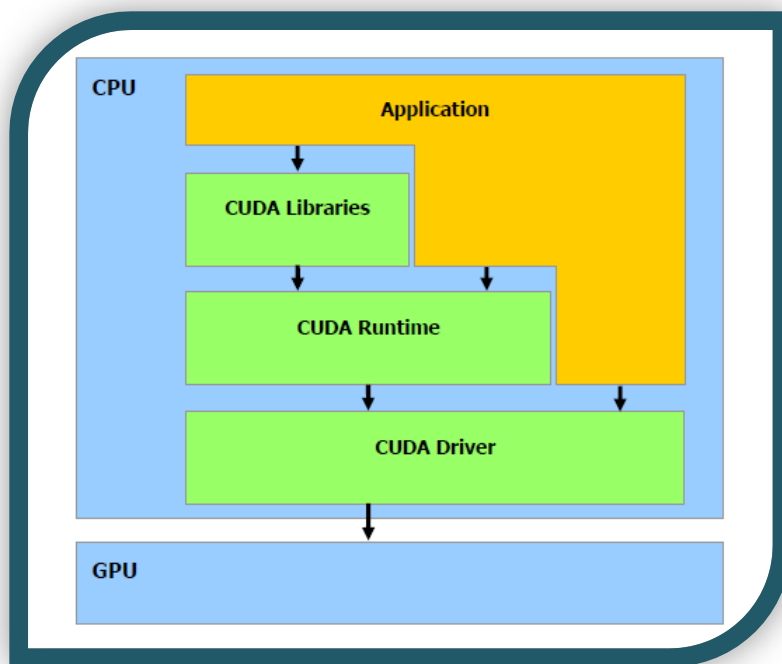 CPU
Application
CUDA Libraries
CUDA Runtime
CUDA Driver
GPU